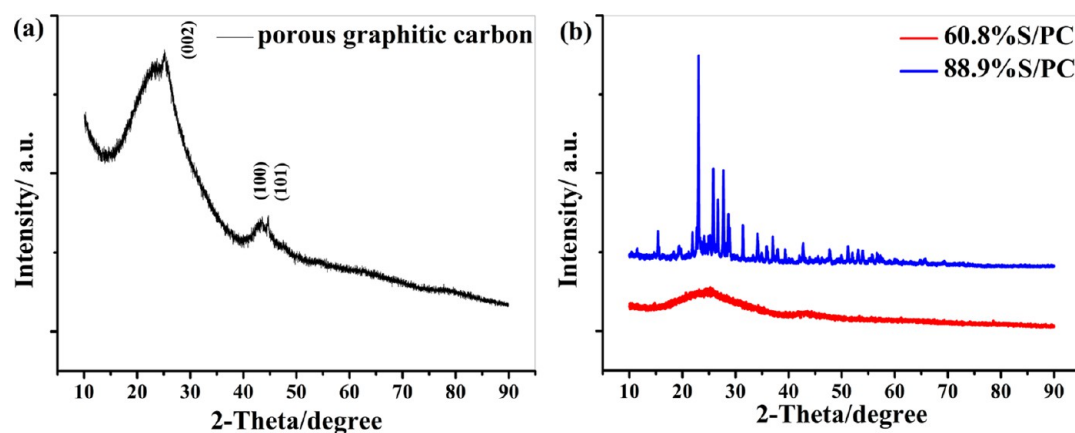 (a)
(002)
porous graphitic carbon
(100)
(101)
Intensity/ a.u.
10 20 30 40 50 60 70 80 90
2-Theta/degree
(b)
60.8%S/PC
88.9%S/PC
Intensity/ a.u.
10 20 30 40 50 60 70 80 90
2-Theta/degree